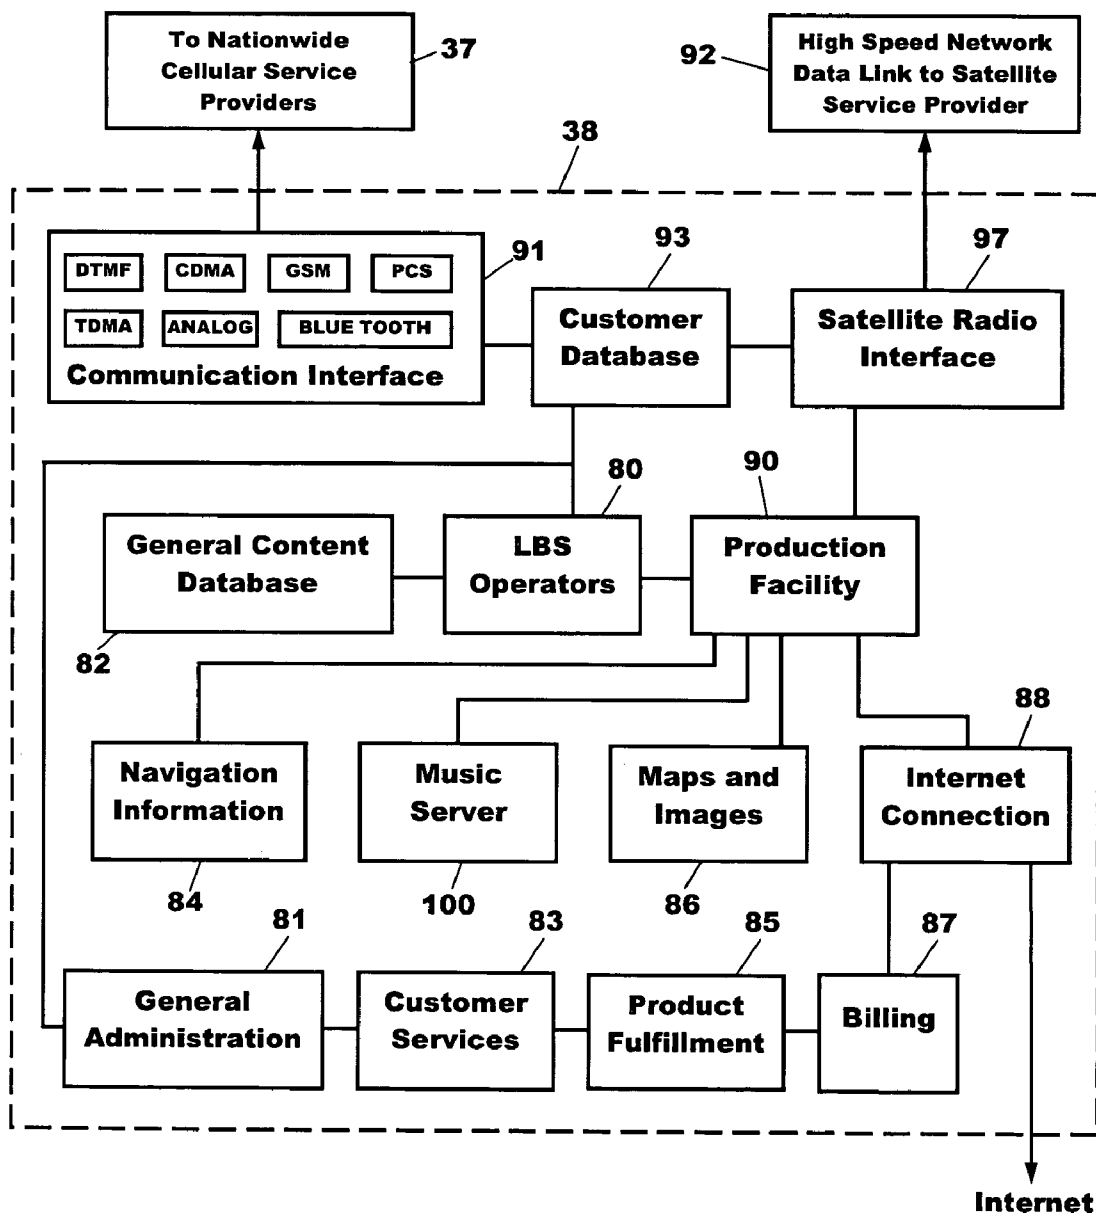 To Nationwide
Cellular Service
Providers
37
92
High Speed Network
Data Link to Satellite
Service Provider
38
DTMF
CDMA
GSM
PCS
TDMA
ANALOG
BLUE TOOTH
Communication Interface
91
93
Customer
Database
97
Satellite Radio
Interface
80
90
General Content
Database
82
LBS
Operators
Production
Facility
88
Navigation
Information
84
Music
Server
100
Maps and
Images
86
Internet
Connection
81
General
Administration
83
Customer
Services
85
Product
Fulfillment
87
Billing
Internet